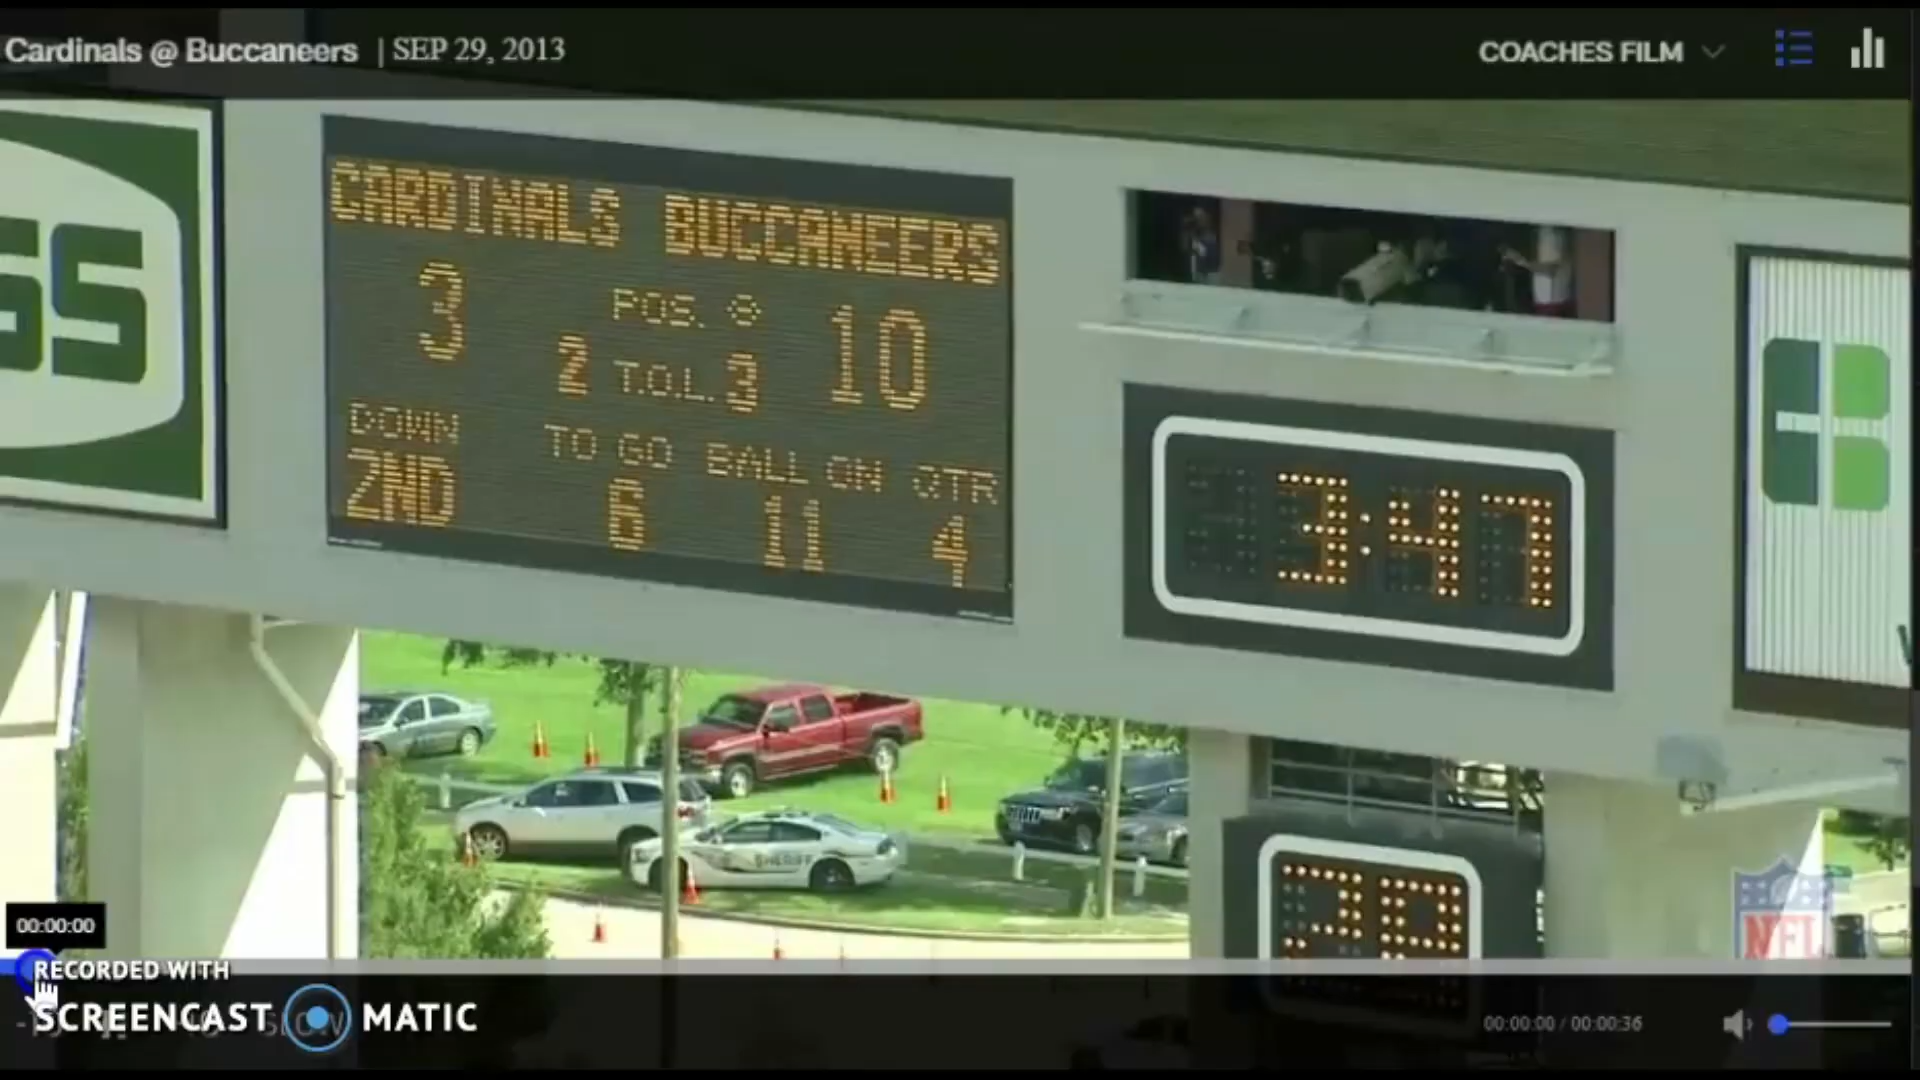 Cardinals @ Buccaneers | SEP 29, 2013
COACHES FILM
CARDINALS BUCCANEERS
3 POS. 10
2 T.O.L. 3
DOWN TO GO BALL ON QTR
2ND 6 11 4
3:47
SHERIFF
NFL
00:00:00
RECORDED WITH
SCREENCAST MATIC
00:00:00 / 00:00:36